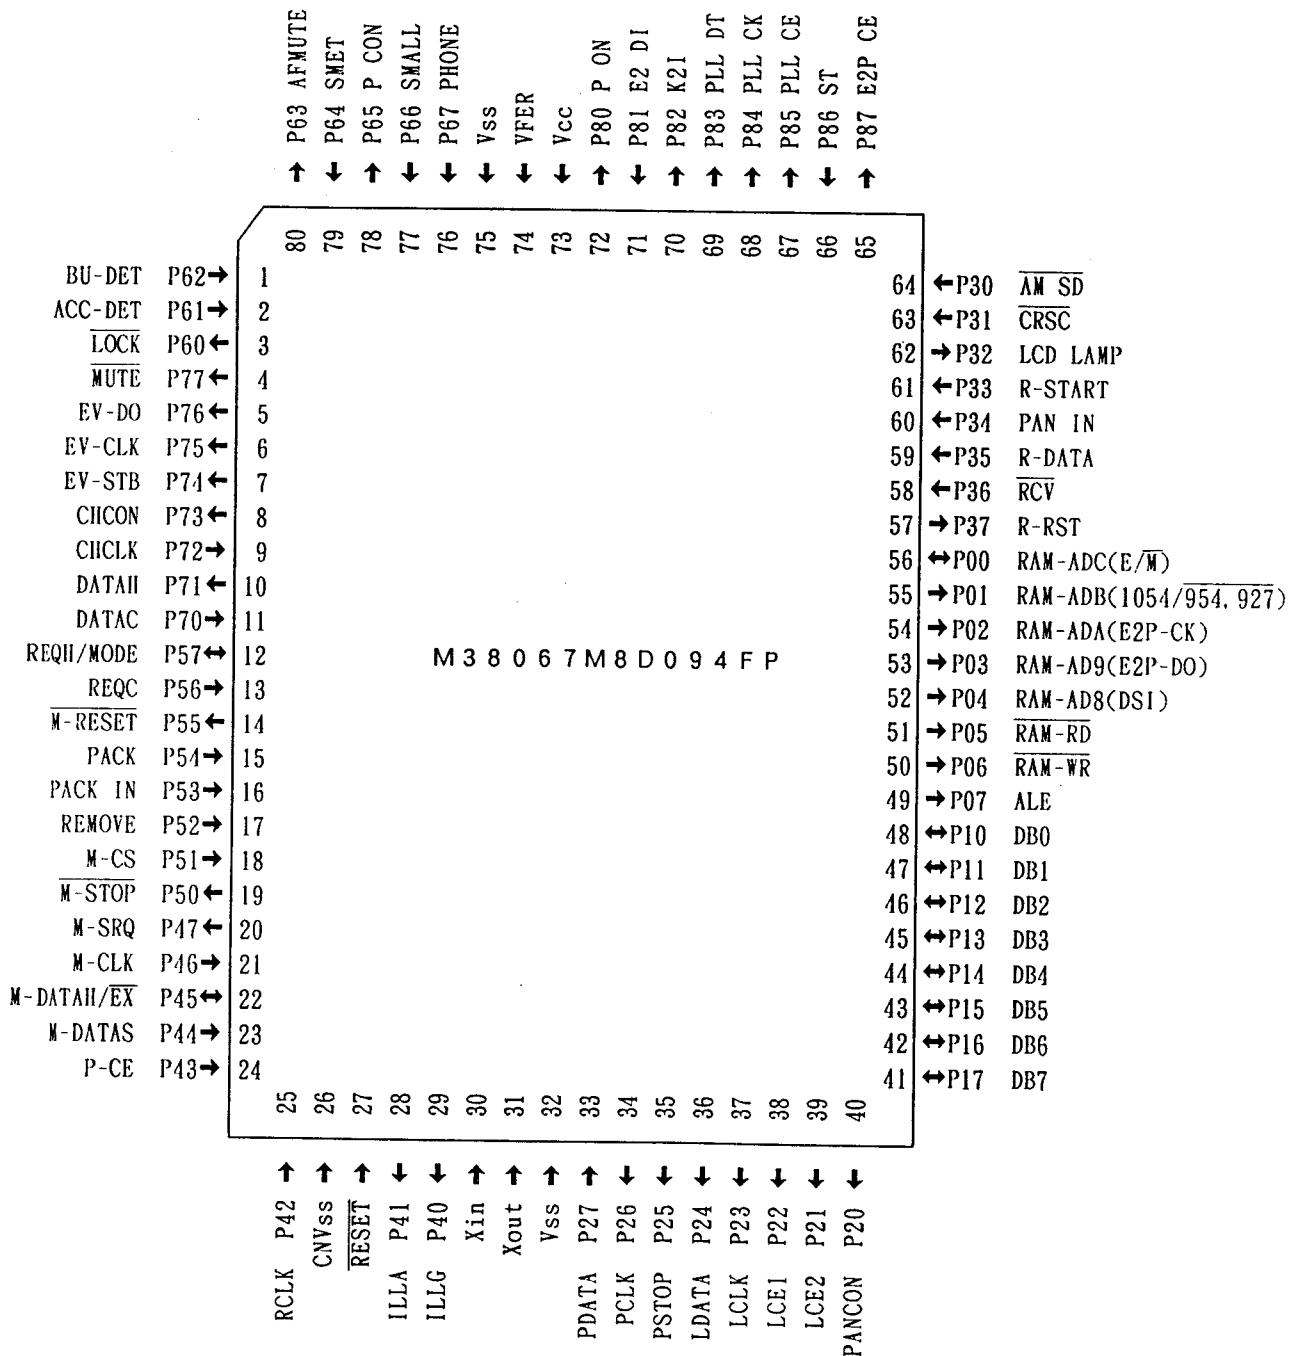 P63 AFMUTE
P64 SMET
P65 P CON
P66 SMALL
P67 PHONE
Vss
VFER
Vcc
P80 P ON
P81 E2 DI
P82 K2I
P83 PLL DT
P84 PLL CK
P85 PLL CE
P86 ST
P87 E2P CE
80 79 78 77 76 75 74 73 72 71 70 69 68 67 66 65
BU-DET P62→ 1
ACC-DET P61→ 2
LOCK P60← 3
MUTE P77← 4
EV-DO P76← 5
EV-CLK P75← 6
EV-STB P74← 7
CHCON P73← 8
CHCLK P72→ 9
DATAH P71← 10
DATAC P70→ 11
REQH/MODE P57↔ 12
REQC P56→ 13
M-RESET P55← 14
PACK P54→ 15
PACK IN P53→ 16
REMOVE P52→ 17
M-CS P51→ 18
M-STOP P50← 19
M-SRQ P47← 20
M-CLK P46→ 21
M-DATAH/EX P45↔ 22
M-DATAS P44→ 23
P-CE P43→ 24
M38067M8D094FP
64 ←P30 AM SD
63 ←P31 CRSC
62 →P32 LCD LAMP
61 ←P33 R-START
60 ←P34 PAN IN
59 ←P35 R-DATA
58 ←P36 RCV
57 →P37 R-RST
56 ↔P00 RAM-ADC(E/M)
55 →P01 RAM-ADB(1054/954, 927)
54 →P02 RAM-ADA(E2P-CK)
53 →P03 RAM-AD9(E2P-DO)
52 →P04 RAM-AD8(DSI)
51 →P05 RAM-RD
50 →P06 RAM-WR
49 →P07 ALE
48 ↔P10 DB0
47 ↔P11 DB1
46 ↔P12 DB2
45 ↔P13 DB3
44 ↔P14 DB4
43 ↔P15 DB5
42 ↔P16 DB6
41 ↔P17 DB7
25 26 27 28 29 30 31 32 33 34 35 36 37 38 39 40
RCLK P42
CNVss
RESET
ILLA P41
ILLG P40
Xin
Xout
Vss
PDATA P27
PCLK P26
PSTOP P25
LDATA P24
LCLK P23
LCE1 P22
LCE2 P21
PANCON P20